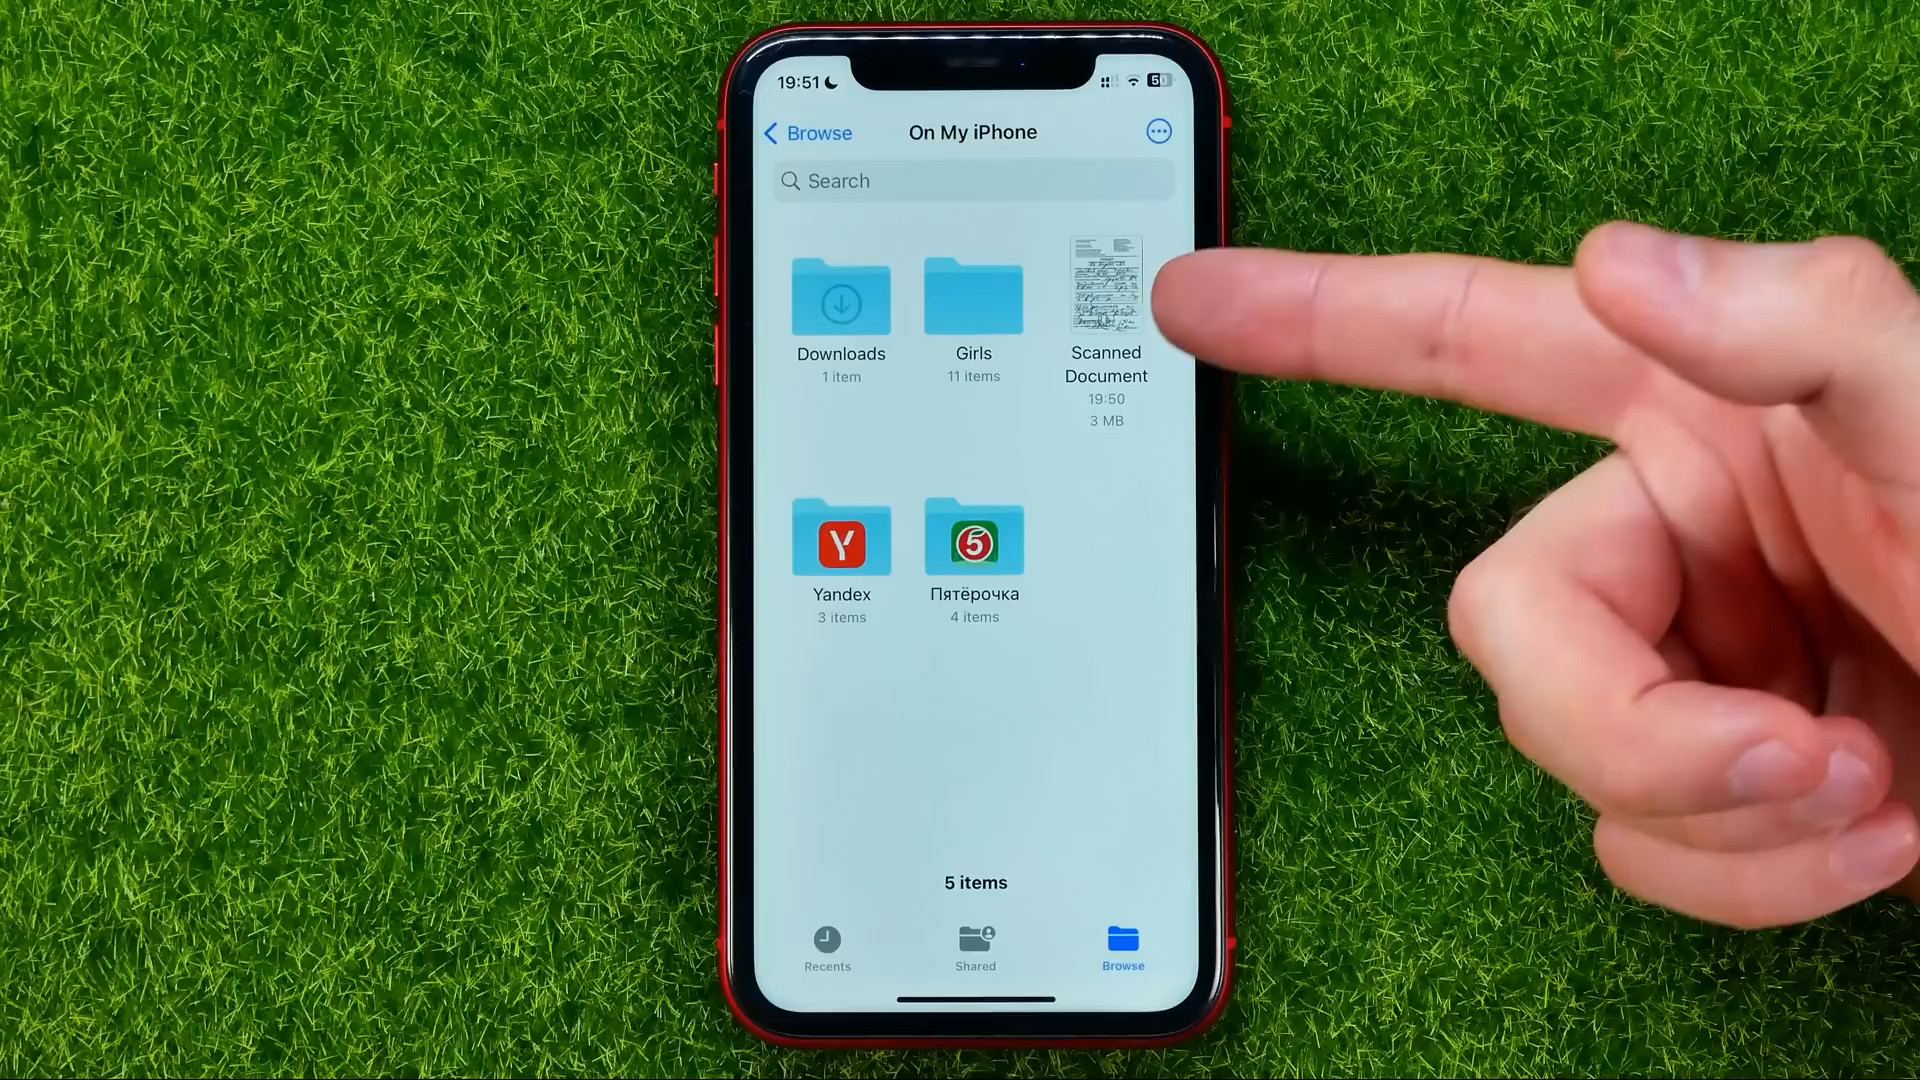 19:51
50
Browse
On My iPhone
Search
Downloads
1 item
Girls
11 items
Scanned
Document
19:50
3 MB
Y
Yandex
3 items
5
Пятёрочка
4 items
5 items
Recents
Shared
Browse